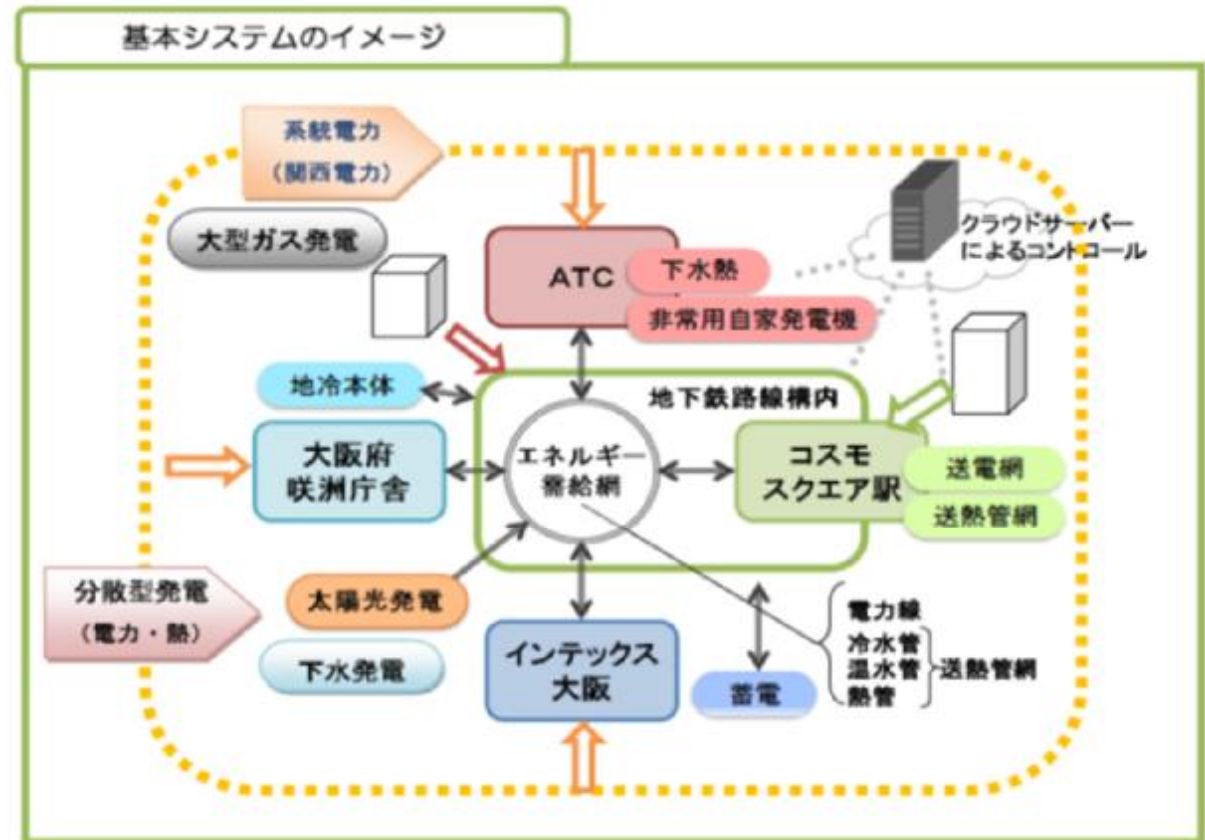 基本システムのイメージ
系統電力
(関西電力)
大型ガス発電
クラウドサーバー
によるコントロール
ATC
下水熱
非常用自家発電機
地冷本体
地下鉄路線構内
大阪府
咲洲庁舎
エネルギー
需給網
コスモ
スクエア駅
送電網
送熱管網
分散型発電
(電力・熱)
太陽光発電
下水発電
インテックス
大阪
蓄電
電力線
冷水管
温水管
熱管
送熱管網